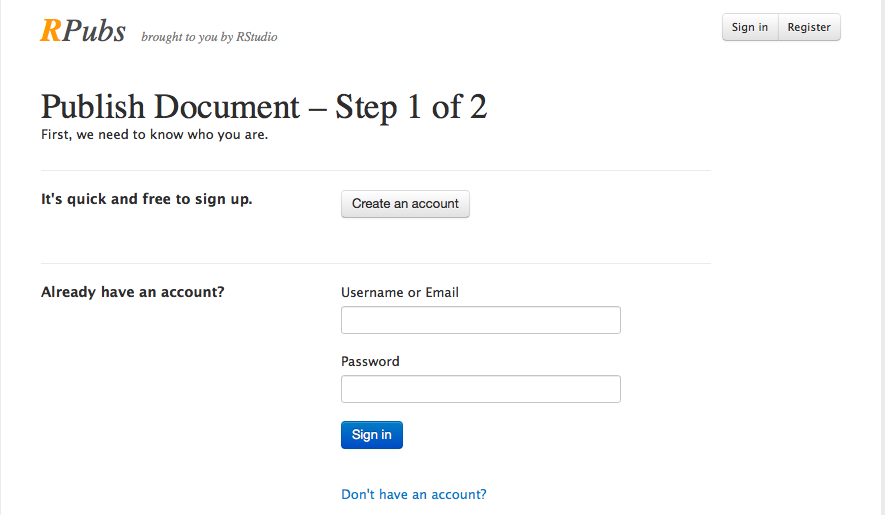 RPubs brought to you by RStudio
Sign in Register
Publish Document – Step 1 of 2
First, we need to know who you are.
It's quick and free to sign up.
Create an account
Already have an account?
Username or Email
Password
Sign in
Don't have an account?